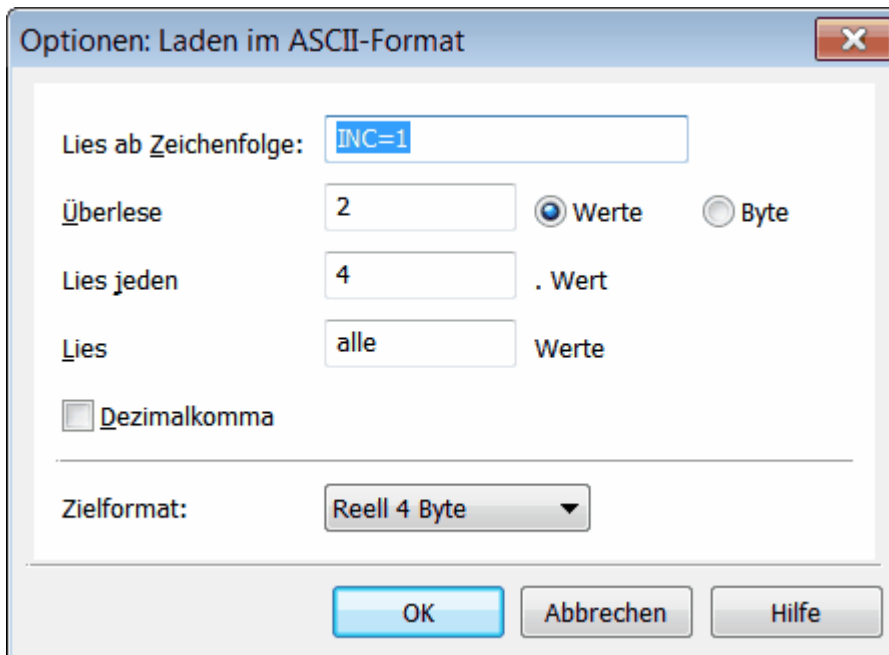 Optionen: Laden im ASCII-Format
Lies ab Zeichenfolge: INC=1
Überlese 2 Werte Byte
Lies jeden 4 . Wert
Lies alle Werte
Dezimalkomma
Zielformat: Reell 4 Byte
OK Abbrechen Hilfe